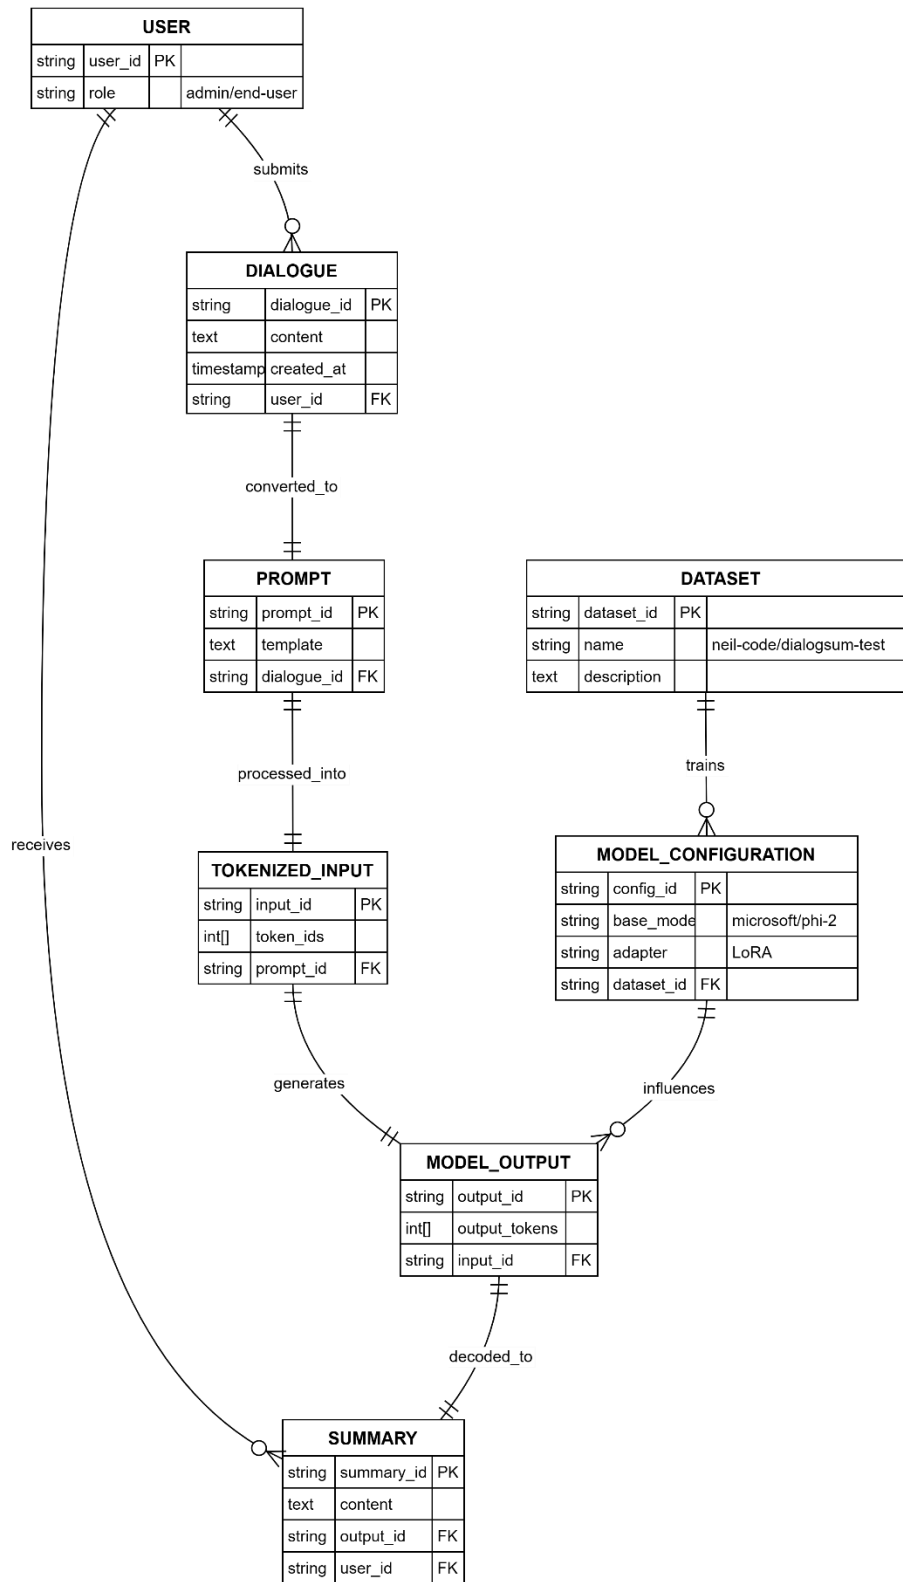 USER
string user_id PK
string role admin/end-user
submits
DIALOGUE
string dialogue_id PK
text content
timestamp created_at
string user_id FK
converted_to
PROMPT
string prompt_id PK
text template
string dialogue_id FK
DATASET
string dataset_id PK
string name neil-code/dialogsum-test
text description
processed_into
trains
receives
TOKENIZED_INPUT
string input_id PK
int[] token_ids
string prompt_id FK
MODEL_CONFIGURATION
string config_id PK
string base_mode microsoft/phi-2
string adapter LoRA
string dataset_id FK
generates
influences
MODEL_OUTPUT
string output_id PK
int[] output_tokens
string input_id FK
decoded_to
SUMMARY
string summary_id PK
text content
string output_id FK
string user_id FK